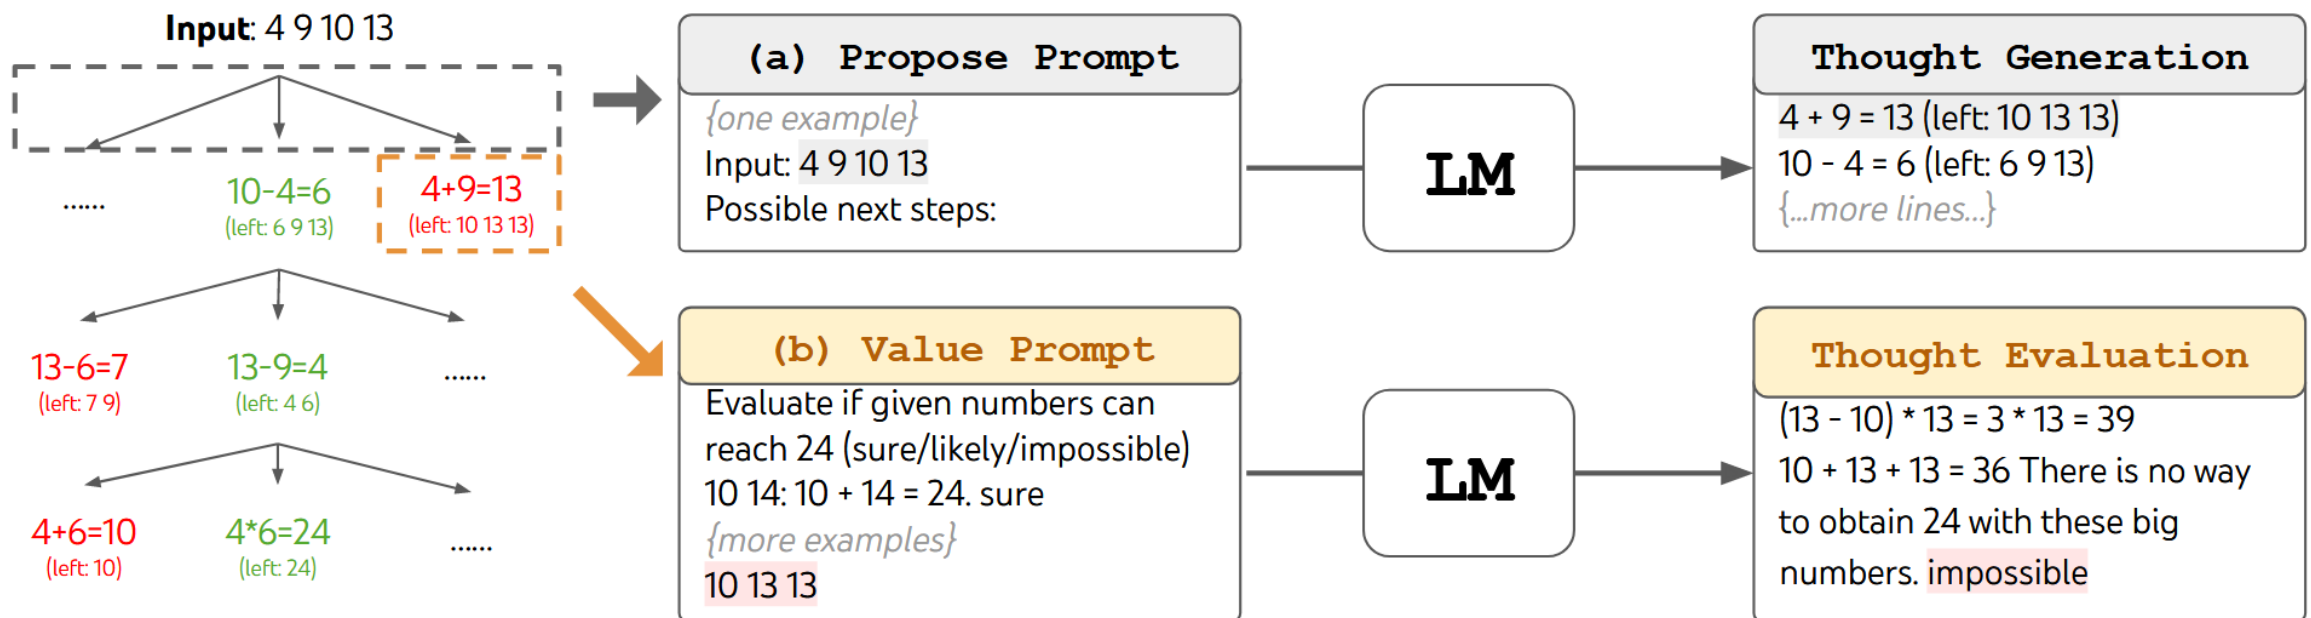 Input: 4 9 10 13
......
10-4=6
(left: 6 9 13)
4+9=13
(left: 10 13 13)
13-6=7
(left: 7 9)
13-9=4
(left: 4 6)
......
4+6=10
(left: 10)
4*6=24
(left: 24)
......
(a) Propose Prompt
{one example}
Input: 4 9 10 13
Possible next steps:
LM
Thought Generation
4 + 9 = 13 (left: 10 13 13)
10 - 4 = 6 (left: 6 9 13)
{...more lines...}
(b) Value Prompt
Evaluate if given numbers can
reach 24 (sure/likely/impossible)
10 14: 10 + 14 = 24. sure
{more examples}
10 13 13
LM
Thought Evaluation
(13 - 10) * 13 = 3 * 13 = 39
10 + 13 + 13 = 36 There is no way
to obtain 24 with these big
numbers. impossible